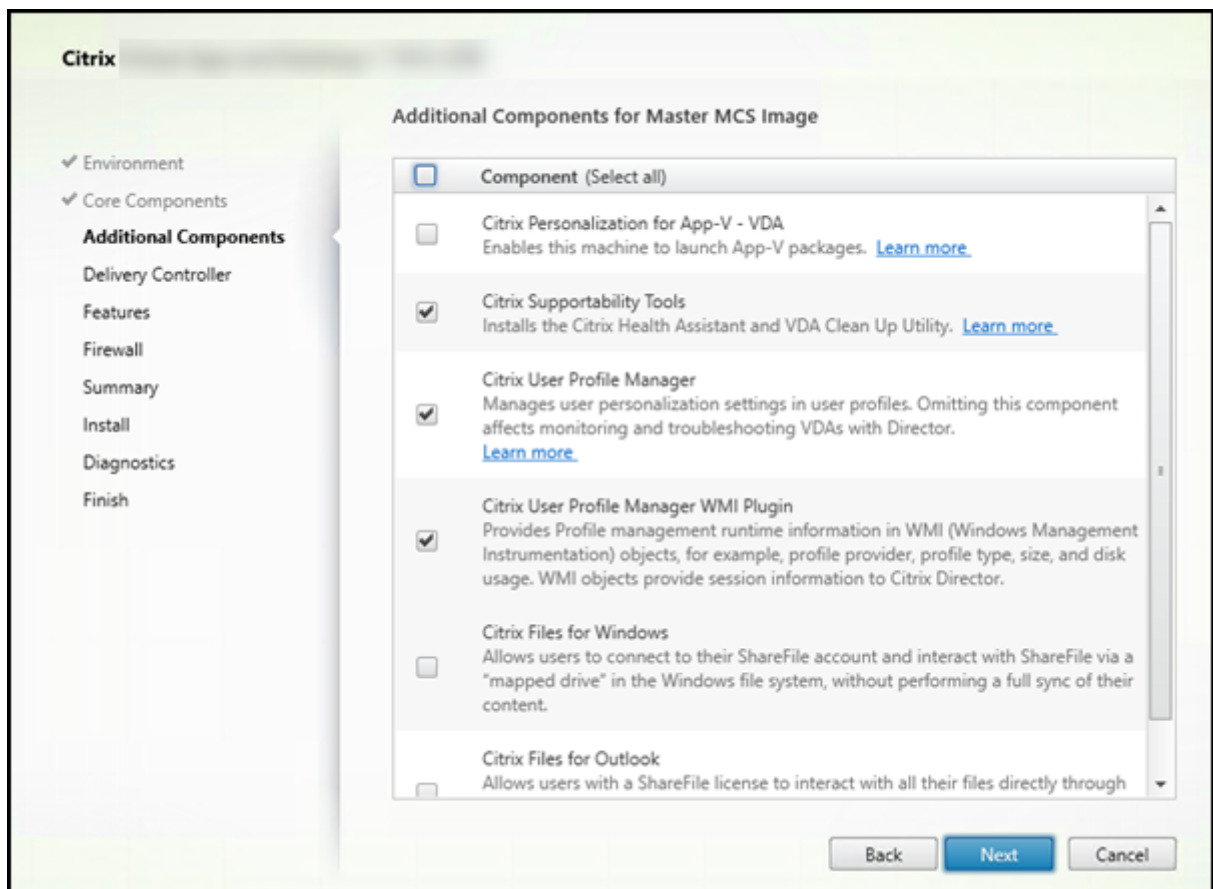 Citrix
Additional Components for Master MCS Image
✔ Environment
✔ Core Components
Additional Components
Delivery Controller
Features
Firewall
Summary
Install
Diagnostics
Finish
Component (Select all)
Citrix Personalization for App-V - VDA
Enables this machine to launch App-V packages. Learn more
Citrix Supportability Tools
Installs the Citrix Health Assistant and VDA Clean Up Utility. Learn more
Citrix User Profile Manager
Manages user personalization settings in user profiles. Omitting this component
affects monitoring and troubleshooting VDAs with Director.
Learn more
Citrix User Profile Manager WMI Plugin
Provides Profile management runtime information in WMI (Windows Management
Instrumentation) objects, for example, profile provider, profile type, size, and disk
usage. WMI objects provide session information to Citrix Director.
Citrix Files for Windows
Allows users to connect to their ShareFile account and interact with ShareFile via a
"mapped drive" in the Windows file system, without performing a full sync of their
content.
Citrix Files for Outlook
Allows users with a ShareFile license to interact with all their files directly through
Back Next Cancel